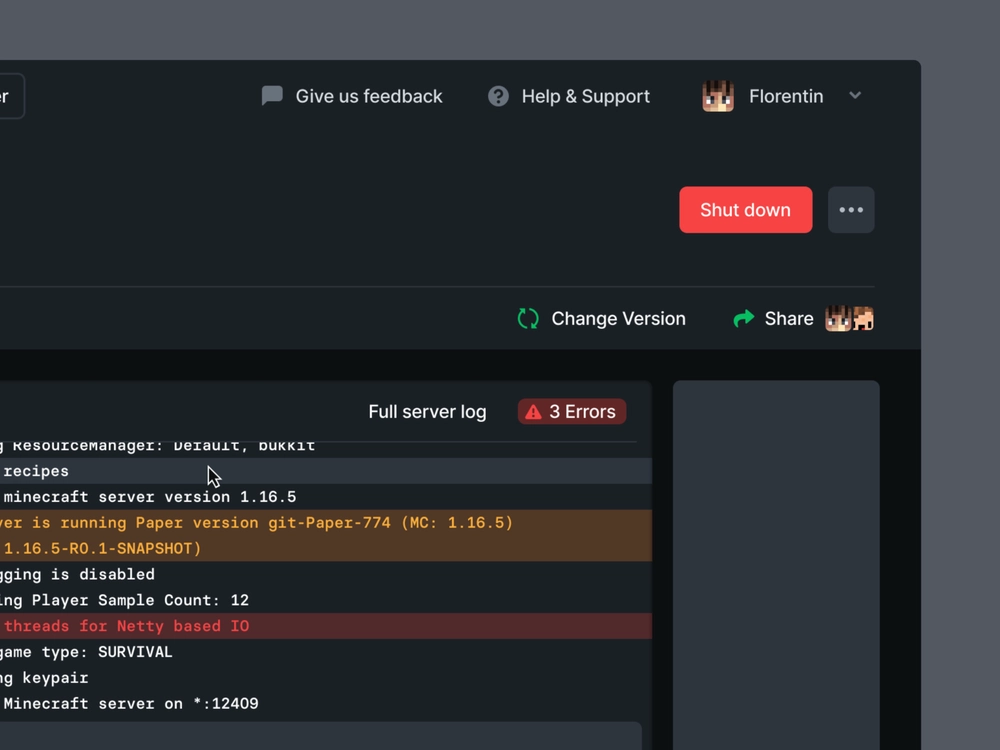 er
Give us feedback
Help & Support
Florentin
Shut down
Change Version
Share
Full server log
3 Errors
g ResourceManager: Default, bukkit
recipes
minecraft server version 1.16.5
ver is running Paper version git-Paper-774 (MC: 1.16.5)
1.16.5-R0.1-SNAPSHOT)
gging is disabled
ing Player Sample Count: 12
threads for Netty based IO
game type: SURVIVAL
ng keypair
Minecraft server on *:12409